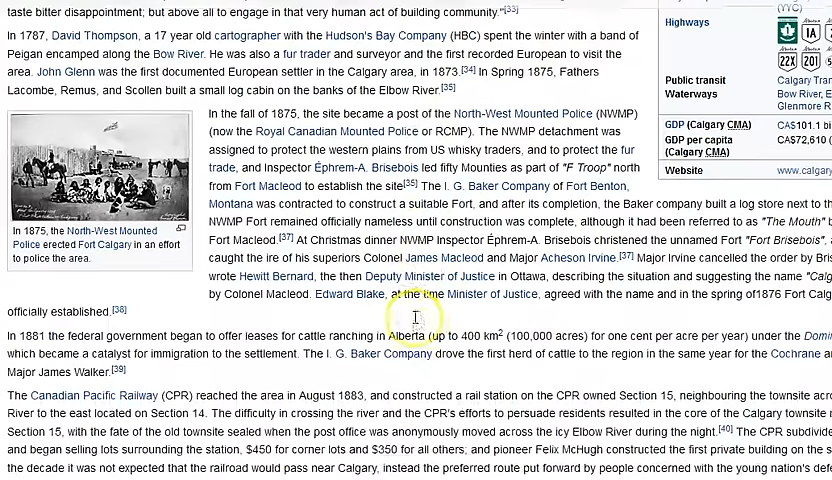 taste bitter disappointment; but above all to engage in that very human act of building community."[33]
In 1787, David Thompson, a 17 year old cartographer with the Hudson's Bay Company (HBC) spent the winter with a band of
Peigan encamped along the Bow River. He was also a fur trader and surveyor and the first recorded European to visit the
area. John Glenn was the first documented European settler in the Calgary area, in 1873.[34] In Spring 1875, Fathers
Lacombe, Remus, and Scollen built a small log cabin on the banks of the Elbow River.[35]
In 1875, the North-West Mounted
Police erected Fort Calgary in an effort
to police the area.
In the fall of 1875, the site became a post of the North-West Mounted Police (NWMP)
(now the Royal Canadian Mounted Police or RCMP). The NWMP detachment was
assigned to protect the western plains from US whisky traders, and to protect the fur
trade, and Inspector Éphrem-A. Brisebois led fifty Mounties as part of "F Troop" north
from Fort Macleod to establish the site[35] The I. G. Baker Company of Fort Benton,
Montana was contracted to construct a suitable Fort, and after its completion, the Baker company built a log store next to th
NWMP Fort remained officially nameless until construction was complete, although it had been referred to as "The Mouth" b
Fort Macleod.[37] At Christmas dinner NWMP Inspector Éphrem-A. Brisebois christened the unnamed Fort "Fort Brisebois", a
caught the ire of his superiors Colonel James Macleod and Major Acheson Irvine.[37] Major Irvine cancelled the order by Bris
wrote Hewitt Bernard, the then Deputy Minister of Justice in Ottawa, describing the situation and suggesting the name "Calg
by Colonel Macleod. Edward Blake, at the time Minister of Justice, agreed with the name and in the spring of1876 Fort Calg
officially established.[38]
In 1881 the federal government began to offer leases for cattle ranching in Alberta (up to 400 km2 (100,000 acres) for one cent per acre per year) under the Domin
which became a catalyst for immigration to the settlement. The I. G. Baker Company drove the first herd of cattle to the region in the same year for the Cochrane a
Major James Walker.[39]
The Canadian Pacific Railway (CPR) reached the area in August 1883, and constructed a rail station on the CPR owned Section 15, neighbouring the township acro
River to the east located on Section 14. The difficulty in crossing the river and the CPR's efforts to persuade residents resulted in the core of the Calgary township m
Section 15, with the fate of the old townsite sealed when the post office was anonymously moved across the icy Elbow River during the night.[40] The CPR subdivide
and began selling lots surrounding the station, $450 for corner lots and $350 for all others; and pioneer Felix McHugh constructed the first private building on the s
the decade it was not expected that the railroad would pass near Calgary, instead the preferred route put forward by people concerned with the young nation's defe
(YYC)
Highways
1A
22X 201
Public transit Calgary Tran
Waterways Bow River, E
Glenmore R
GDP (Calgary CMA) CA$101.1 bi
GDP per capita CA$72,610 (
(Calgary CMA)
Website www.calgary